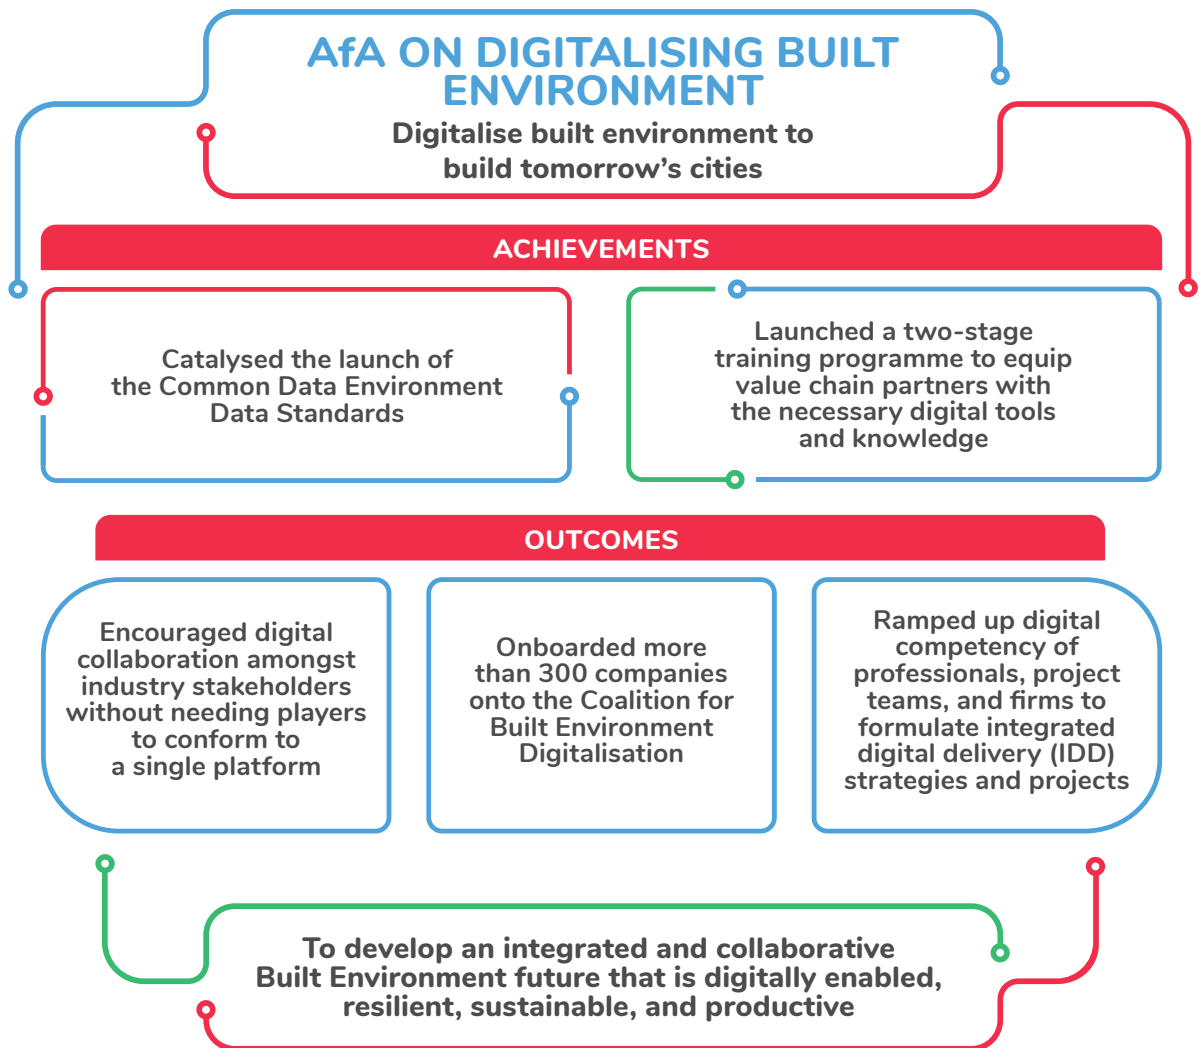 AfA ON DIGITALISING BUILT
ENVIRONMENT
Digitalise built environment to
build tomorrow’s cities
ACHIEVEMENTS
Catalysed the launch of
the Common Data Environment
Data Standards
Launched a two-stage
training programme to equip
value chain partners with
the necessary digital tools
and knowledge
OUTCOMES
Encouraged digital
collaboration amongst
industry stakeholders
without needing players
to conform to
a single platform
Onboarded more
than 300 companies
onto the Coalition for
Built Environment
Digitalisation
Ramped up digital
competency of
professionals, project
teams, and firms to
formulate integrated
digital delivery (IDD)
strategies and projects
To develop an integrated and collaborative
Built Environment future that is digitally enabled,
resilient, sustainable, and productive